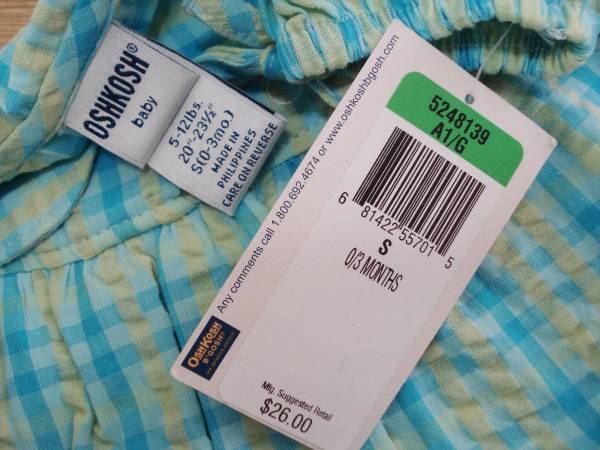 OSHKOSH®
baby
5-12lbs.
20"-23½"
S(0-3mo.)
MADE IN
PHILIPPINES
CARE ON REVERSE
Any comments call 1.800.692.4674 or www.oshkoshbgosh.com
5248139
A1/G
6 81422 55701 5
S
0/3 MONTHS
OSHKOSH
B'GOSH®
Mfg. Suggested Retail
$26.00